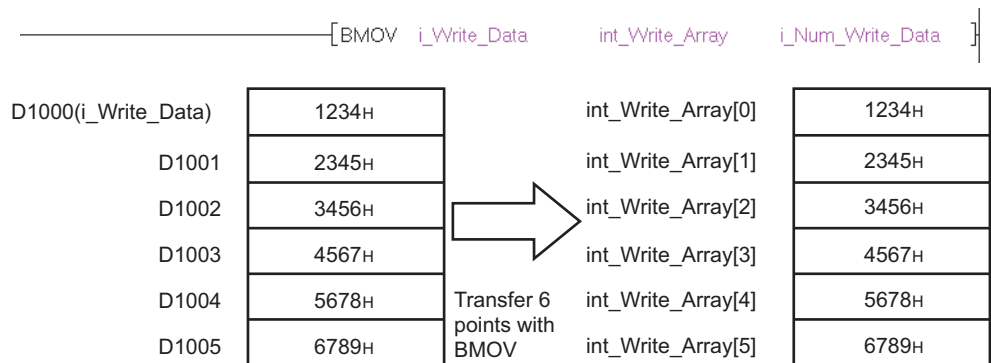 BMOV i_Write_Data int_Write_Array i_Num_Write_Data
D1000(i_Write_Data) 1234H int_Write_Array[0] 1234H
D1001 2345H int_Write_Array[1] 2345H
D1002 3456H int_Write_Array[2] 3456H
D1003 4567H int_Write_Array[3] 4567H
D1004 5678H Transfer 6 int_Write_Array[4] 5678H
points with
D1005 6789H BMOV int_Write_Array[5] 6789H